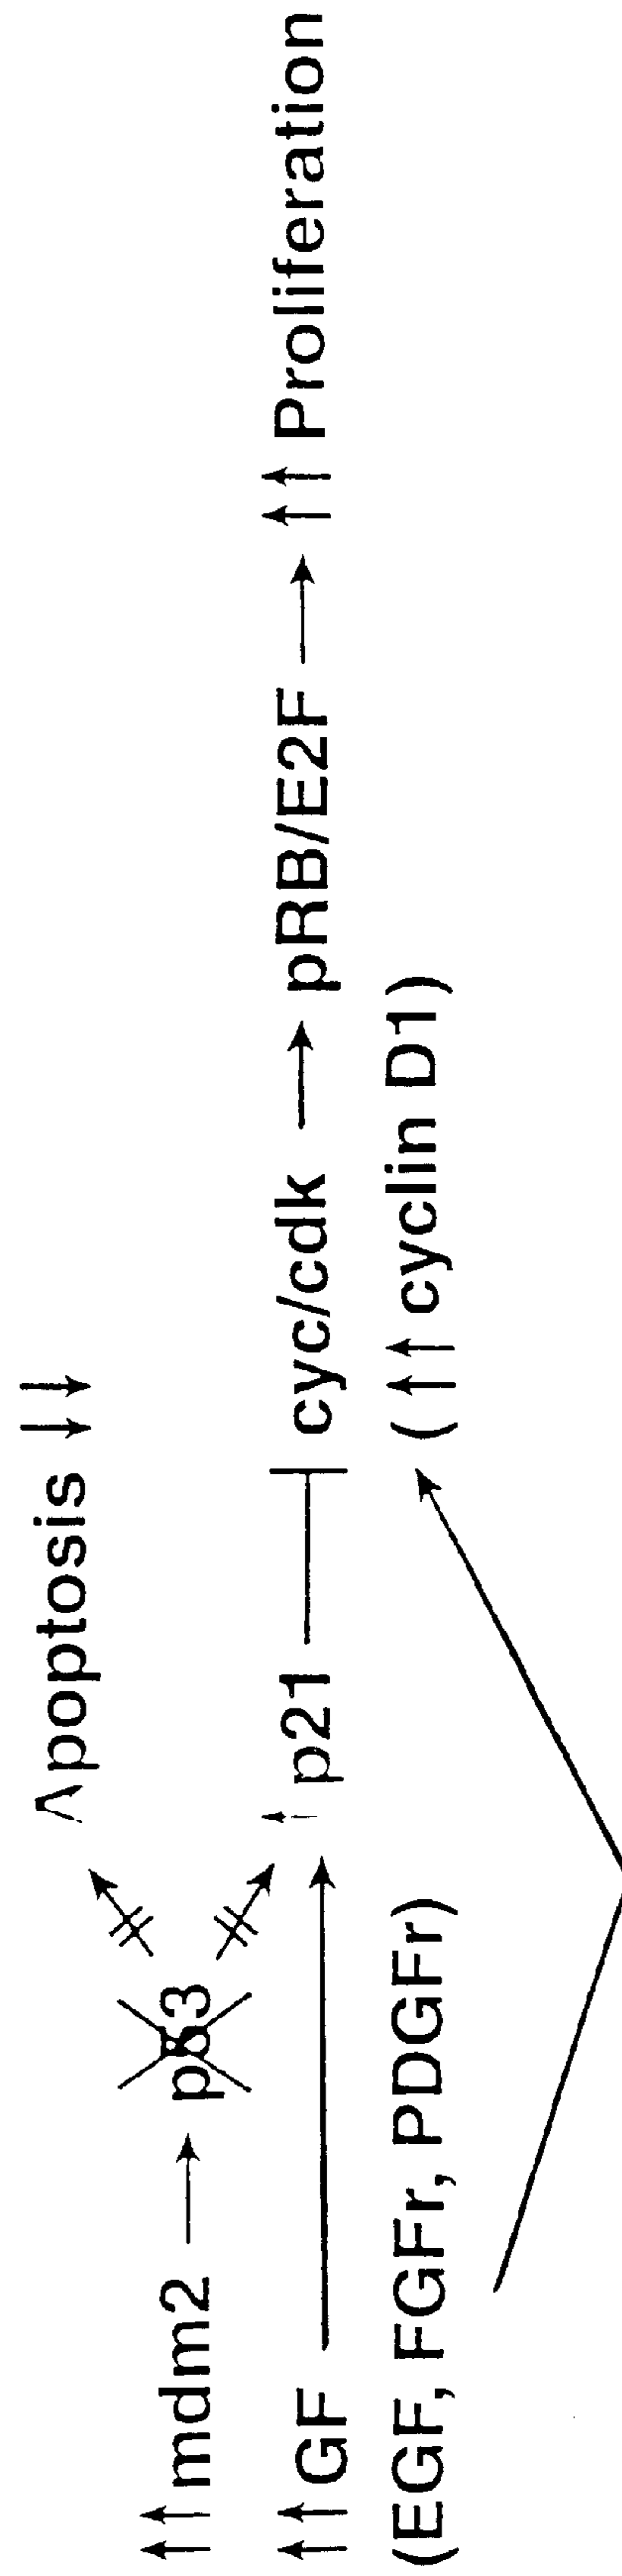 Apoptosis ↓↓
↑↑ mdm2 → p53
↑↑ GF → ↑ p21 ⊣ cyc/cdk → pRB/E2F → ↑↑ Proliferation
(EGF, FGFr, PDGFr) (↑↑ cyclin D1)